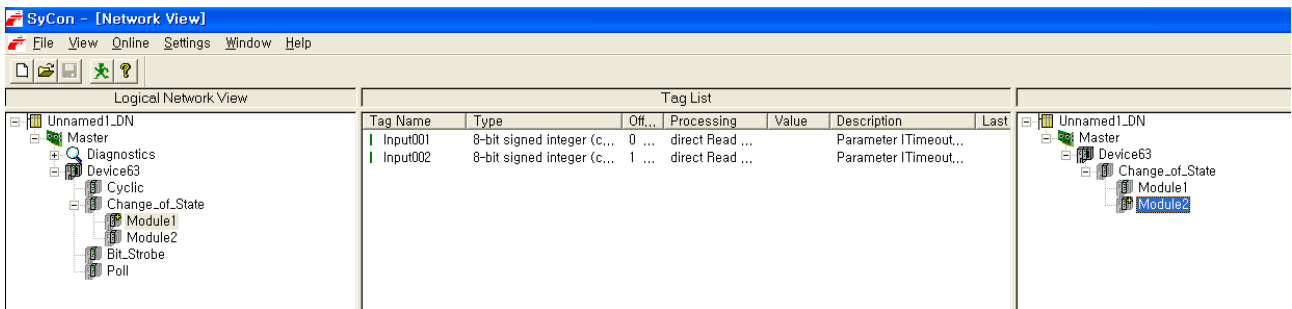 SyCon - [Network View]
File View Online Settings Window Help
Logical Network View
Unnamed1_DN
Master
Diagnostics
Device63
Cyclic
Change_of_State
Module1
Module2
Bit_Strobe
Poll
Tag List
Tag Name Type Off... Processing Value Description Last
Input001 8-bit signed integer (c... 0 ... direct Read ... Parameter ITimeout...
Input002 8-bit signed integer (c... 1 ... direct Read ... Parameter ITimeout...
Unnamed1_DN
Master
Device63
Change_of_State
Module1
Module2